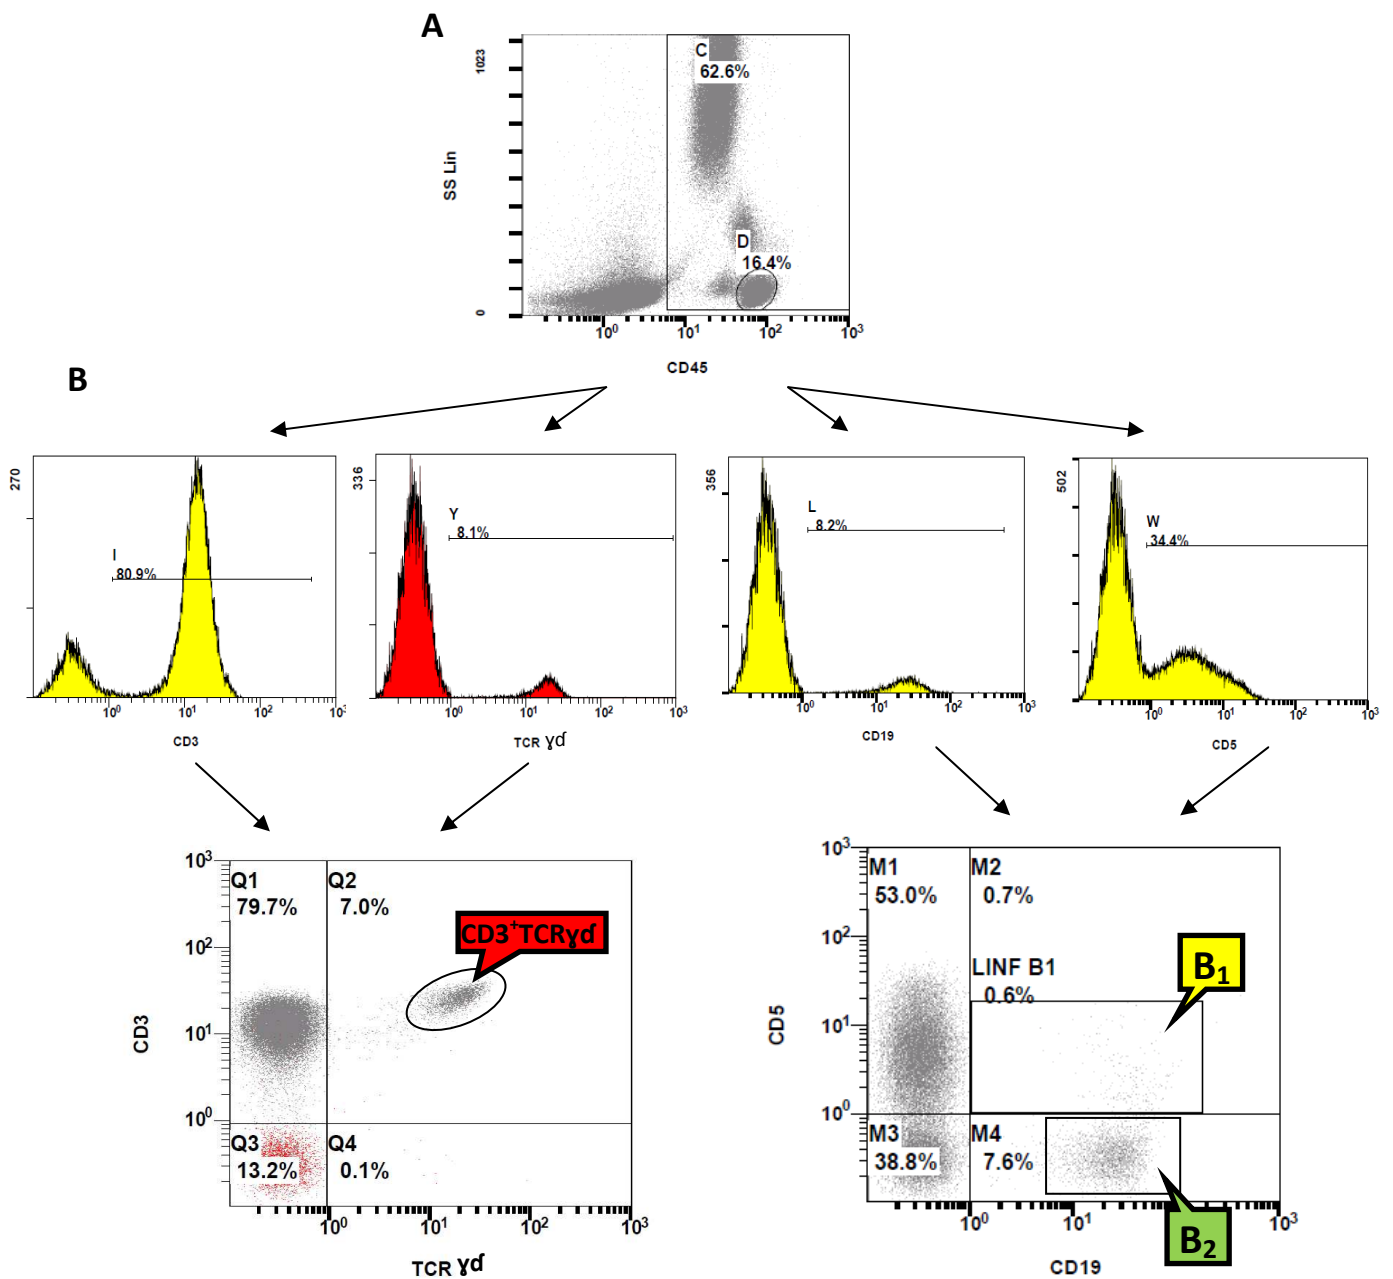 A
1023
SS Lin
0
C
62.6%
D
16.4%
10⁰ 10¹ 10² 10³
CD45
B
270
I
80.9%
10⁰ 10¹ 10² 10³
CD3
336
Y
8.1%
10⁰ 10¹ 10² 10³
TCR ɣɗ
356
L
8.2%
10⁰ 10¹ 10² 10³
CD19
502
W
34.4%
10⁰ 10¹ 10² 10³
CD5
10³
10²
10¹
10⁰
CD3
Q1
79.7%
Q2
7.0%
CD3⁺TCRɣɗ
Q3
13.2%
Q4
0.1%
10⁰ 10¹ 10² 10³
TCR ɣɗ
10³
10²
10¹
10⁰
CD5
M1
53.0%
M2
0.7%
LINF B1
0.6%
B₁
M3
38.8%
M4
7.6%
B₂
10⁰ 10¹ 10³
CD19